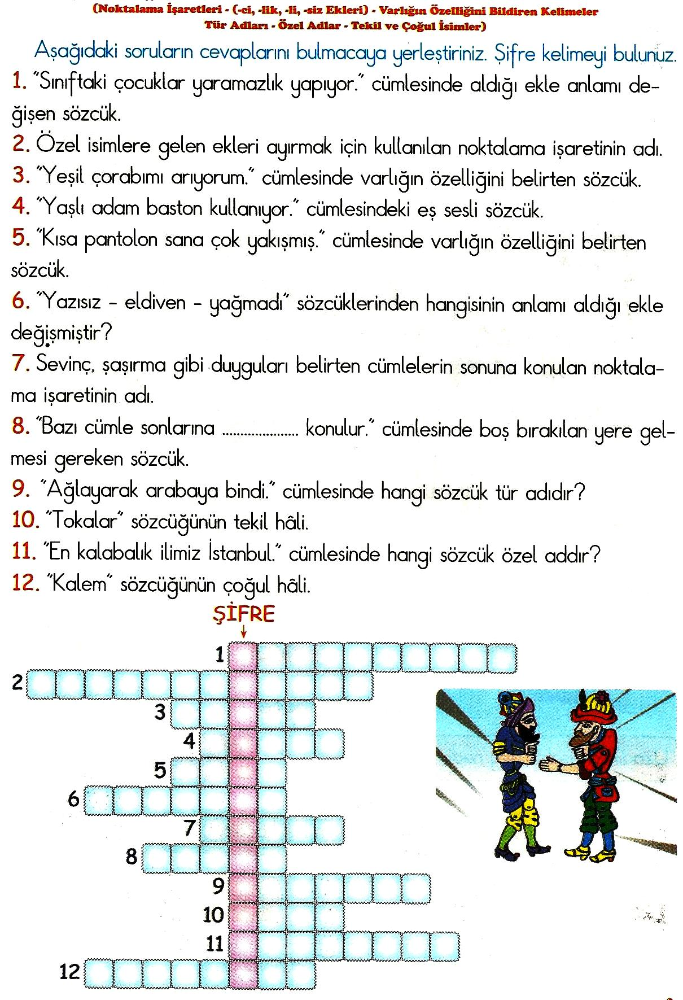 (Noktalama İşaretleri - (-ci, -lik, -li, -siz Ekleri) - Varlığın Özelliğini Bildiren Kelimeler
Tür Adları - Özel Adlar - Tekil ve Çoğul İsimler)
Aşağıdaki soruların cevaplarını bulmacaya yerleştiriniz. Şifre kelimeyi bulunuz.
1. "Sınıftaki çocuklar yaramazlık yapıyor." cümlesinde aldığı ekle anlamı de-
ğişen sözcük.
2. Özel isimlere gelen ekleri ayırmak için kullanılan noktalama işaretinin adı.
3. "Yeşil çorabımı arıyorum." cümlesinde varlığın özelliğini belirten sözcük.
4. "Yaşlı adam baston kullanıyor." cümlesindeki eş sesli sözcük.
5. "Kısa pantolon sana çok yakışmış." cümlesinde varlığın özelliğini belirten
sözcük.
6. "Yazısız - eldiven - yağmadı" sözcüklerinden hangisinin anlamı aldığı ekle
değişmiştir?
7. Sevinç, şaşırma gibi duyguları belirten cümlelerin sonuna konulan noktala-
ma işaretinin adı.
8. "Bazı cümle sonlarına ..................... konulur." cümlesinde boş bırakılan yere gel-
mesi gereken sözcük.
9. "Ağlayarak arabaya bindi." cümlesinde hangi sözcük tür adıdır?
10. "Tokalar" sözcüğünün tekil hâli.
11. "En kalabalık ilimiz İstanbul." cümlesinde hangi sözcük özel addır?
12. "Kalem" sözcüğünün çoğul hâli.
ŞİFRE
1
2
3
4
5
6
7
8
9
10
11
12